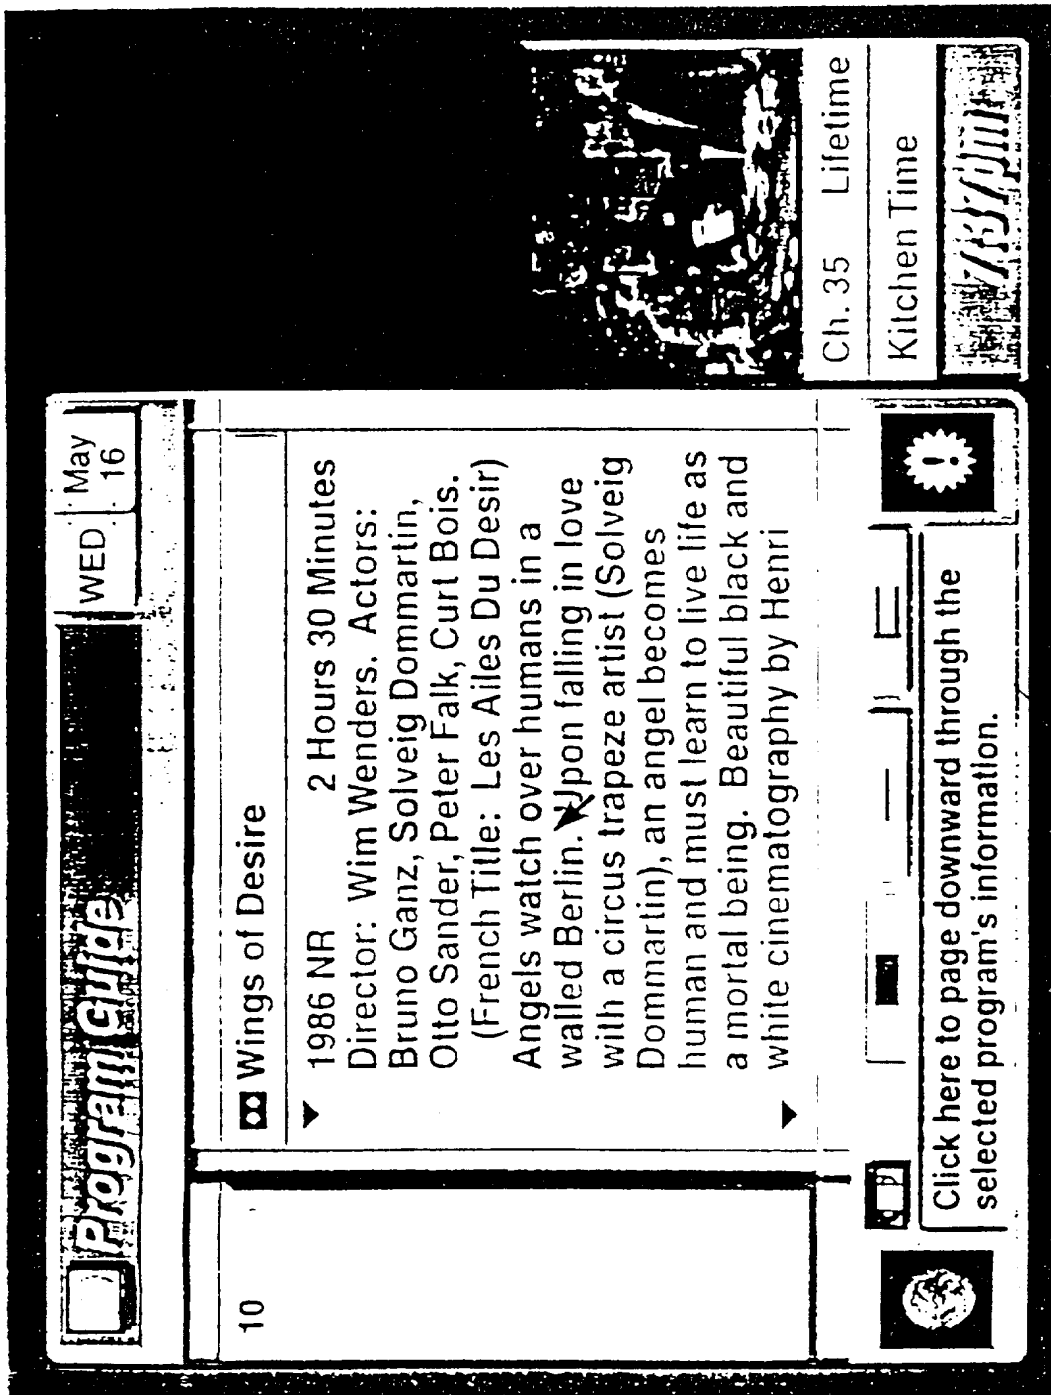 Program Guide
WED
May
16
10
Wings of Desire
1986 NR 2 Hours 30 Minutes
Director: Wim Wenders. Actors:
Bruno Ganz, Solveig Dommartin,
Otto Sander, Peter Falk, Curt Bois.
(French Title: Les Ailes Du Desir)
Angels watch over humans in a
walled Berlin. Upon falling in love
with a circus trapeze artist (Solveig
Dommartin), an angel becomes
human and must learn to live life as
a mortal being. Beautiful black and
white cinematography by Henri
!
Click here to page downward through the
selected program's information.
Ch. 35 Lifetime
Kitchen Time